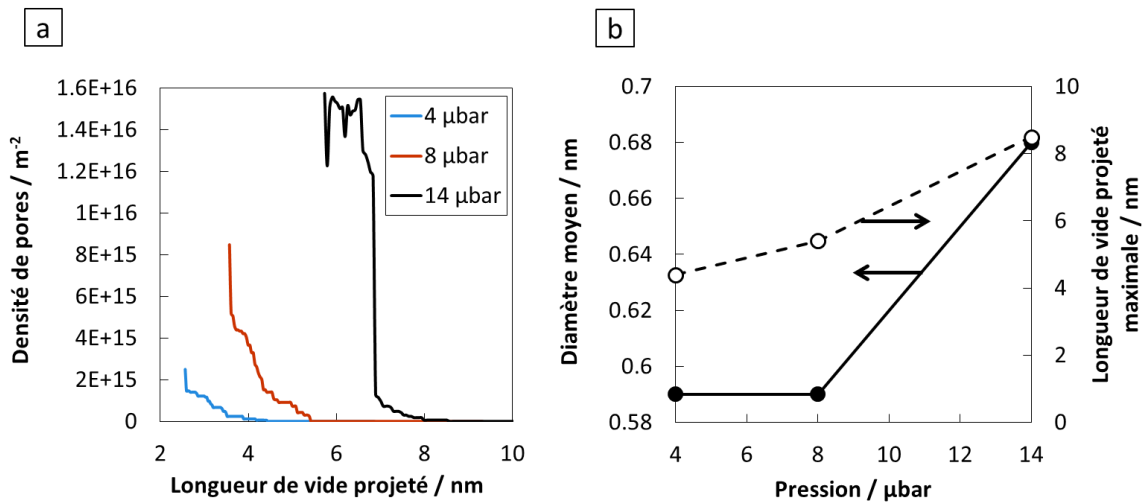 a
Densité de pores / m-2
1.6E+16
1.4E+16
1.2E+16
1E+16
8E+15
6E+15
4E+15
2E+15
0
2 4 6 8 10
Longueur de vide projeté / nm
4 µbar
8 µbar
14 µbar
b
Diamètre moyen / nm
0.7
0.68
0.66
0.64
0.62
0.6
0.58
4 6 8 10 12 14
Pression / µbar
10
8
6
4
2
0
Longueur de vide projeté
maximale / nm